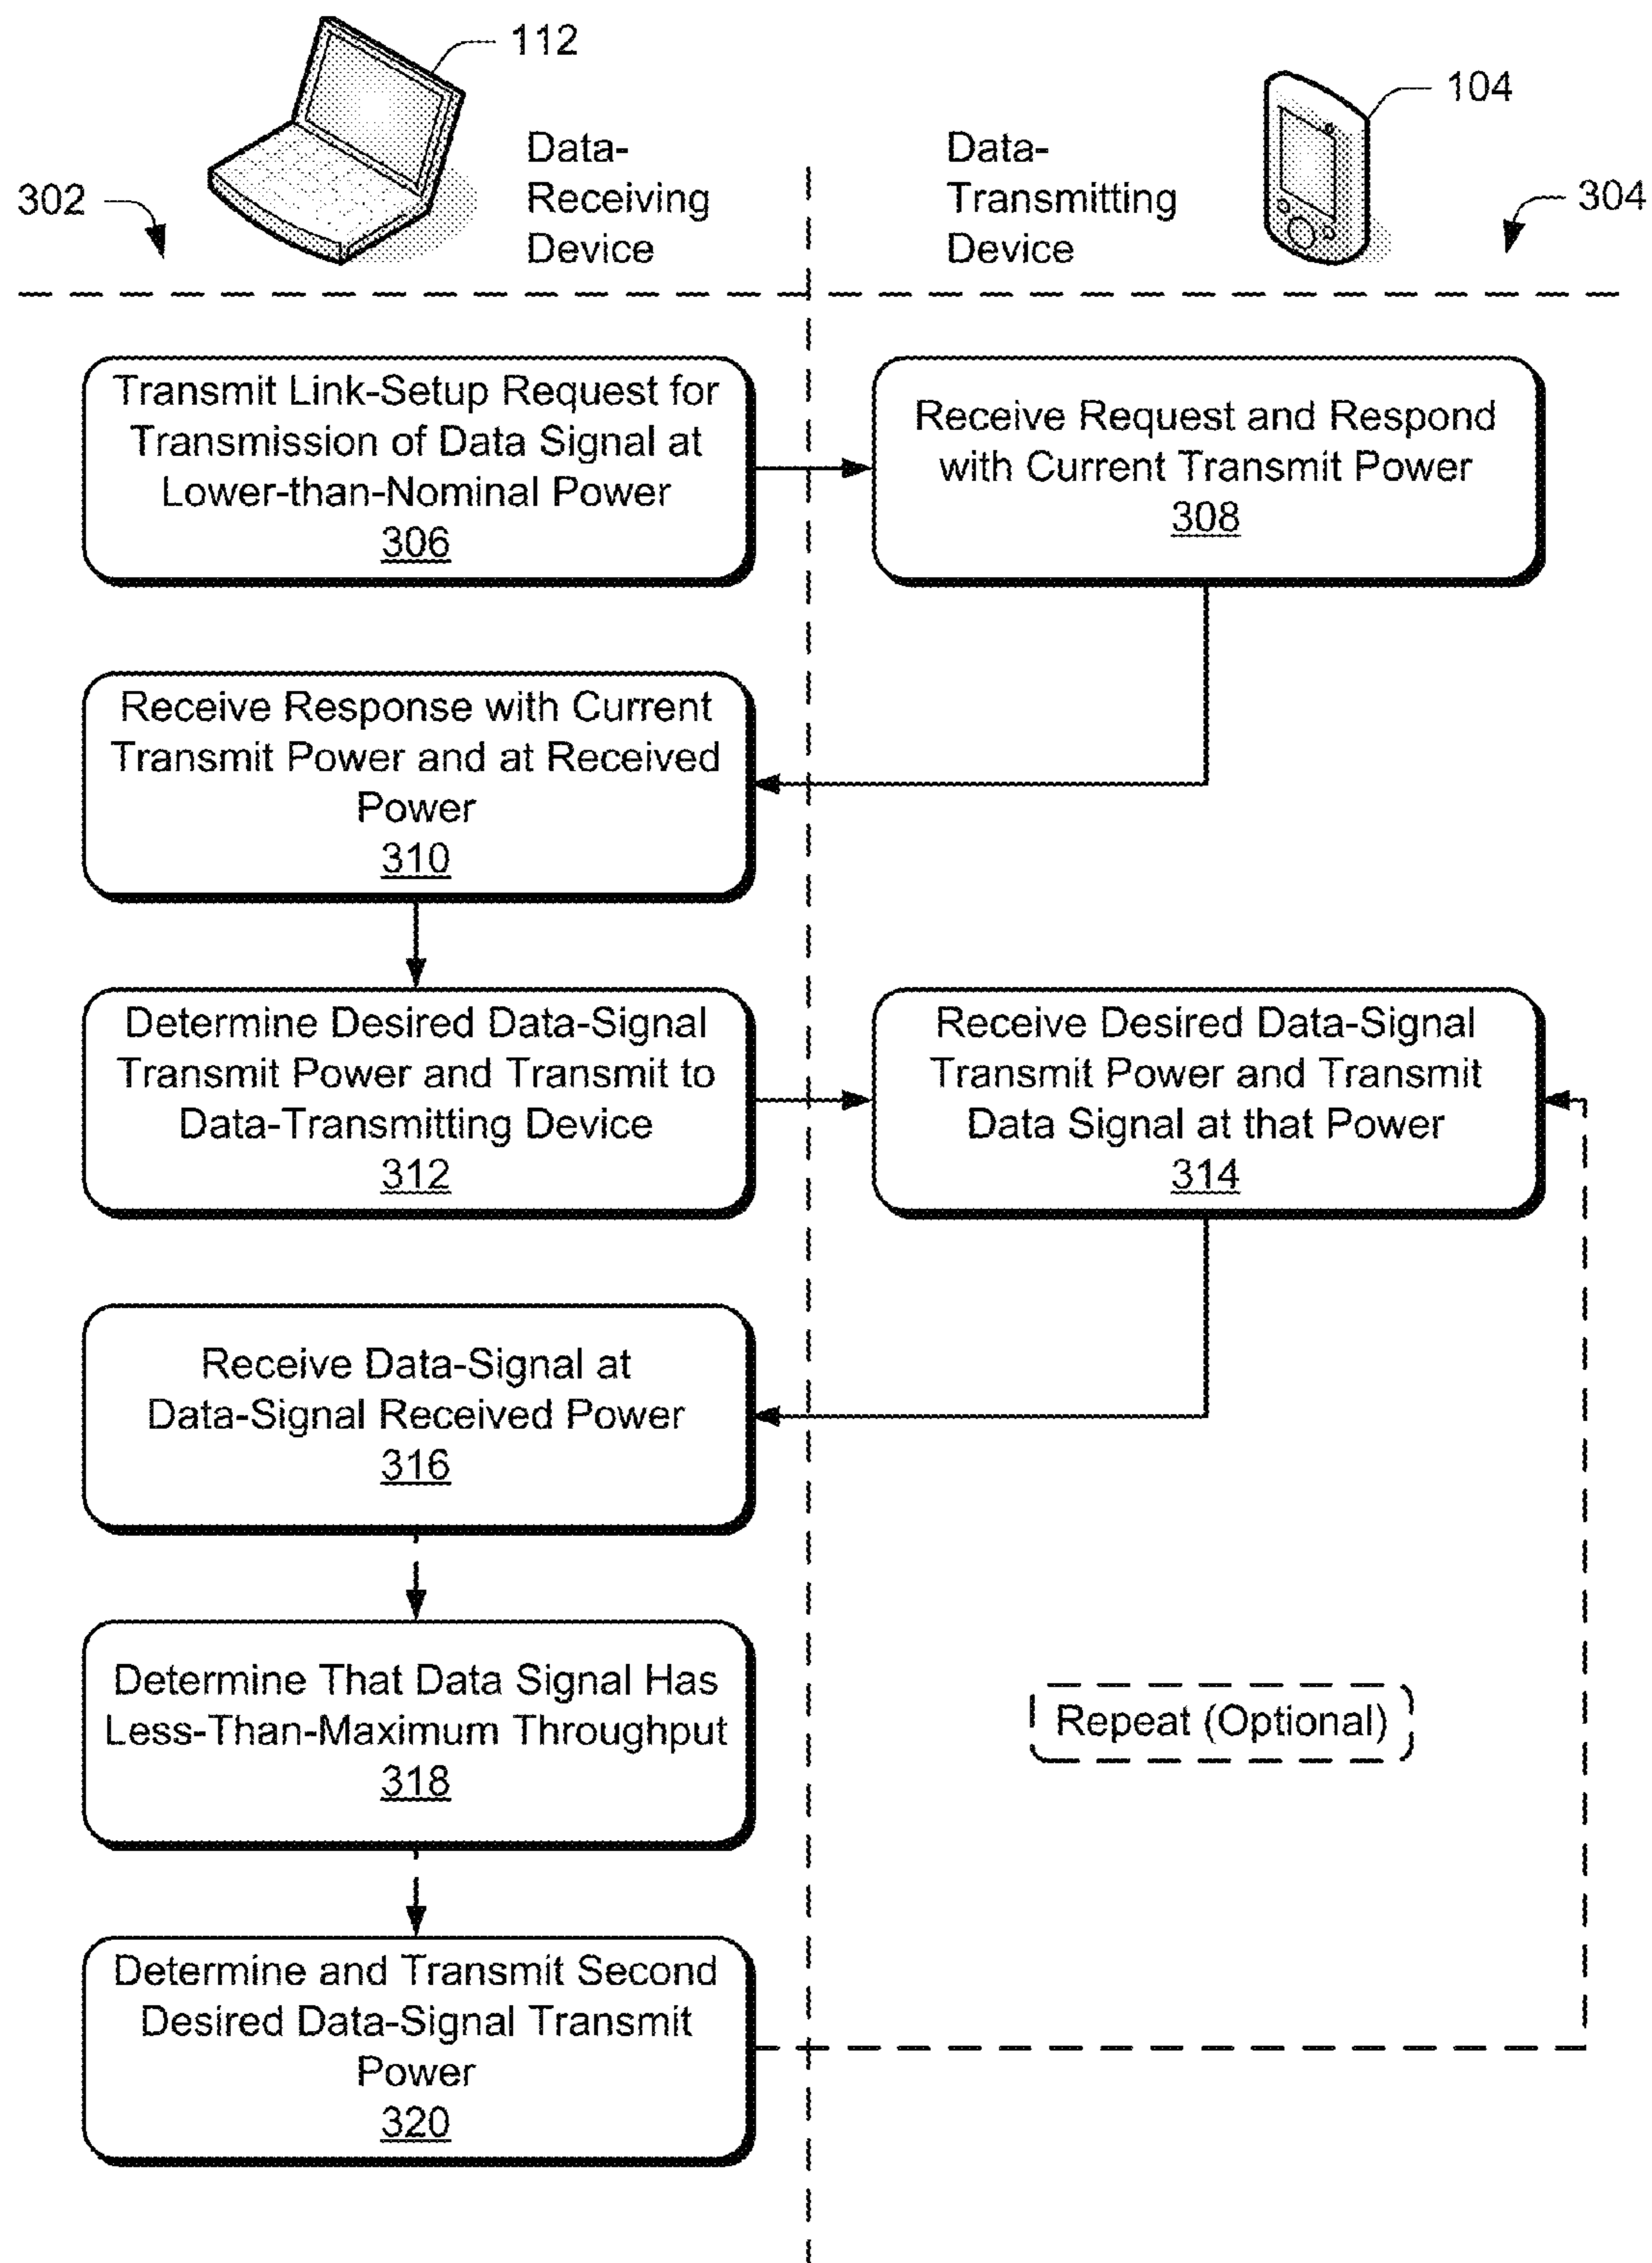 112
104
302
Data-
Receiving
Device
Data-
Transmitting
Device
304
Transmit Link-Setup Request for
Transmission of Data Signal at
Lower-than-Nominal Power
306
Receive Request and Respond
with Current Transmit Power
308
Receive Response with Current
Transmit Power and at Received
Power
310
Determine Desired Data-Signal
Transmit Power and Transmit to
Data-Transmitting Device
312
Receive Desired Data-Signal
Transmit Power and Transmit
Data Signal at that Power
314
Receive Data-Signal at
Data-Signal Received Power
316
Determine That Data Signal Has
Less-Than-Maximum Throughput
318
Repeat (Optional)
Determine and Transmit Second
Desired Data-Signal Transmit
Power
320